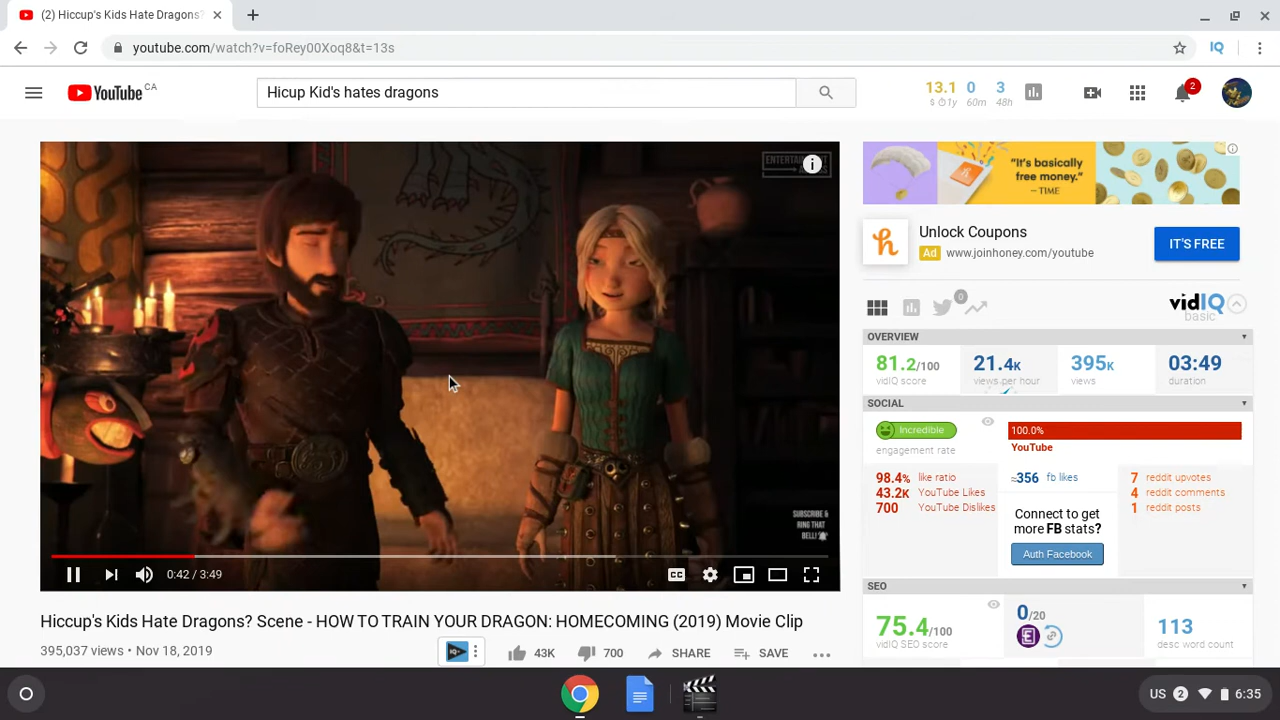 (2) Hiccup's Kids Hate Dragons?
youtube.com/watch?v=foRey00Xoq8&t=13s
IQ
YouTube CA
Hicup Kid's hates dragons
13.1 0 3
$ 1y 60m 48h
2
ENTERTAINMENT
i
SUBSCRIBE &
RING THAT
BELL!
0:42 / 3:49
CC
Hiccup's Kids Hate Dragons? Scene - HOW TO TRAIN YOUR DRAGON: HOMECOMING (2019) Movie Clip
395,037 views • Nov 18, 2019
43K
700
SHARE
SAVE
"It's basically
free money."
– TIME
h
Unlock Coupons
Ad www.joinhoney.com/youtube
IT'S FREE
0
vidIQ
basic
OVERVIEW
81.2/100
vidIQ score
21.4K
views per hour
395K
views
03:49
duration
SOCIAL
Incredible
engagement rate
100.0%
YouTube
98.4% like ratio
43.2K YouTube Likes
700 YouTube Dislikes
≈356 fb likes
Connect to get
more FB stats?
Auth Facebook
7 reddit upvotes
4 reddit comments
1 reddit posts
SEO
75.4/100
vidIQ SEO score
0/20
113
desc word count
US 2 6:35